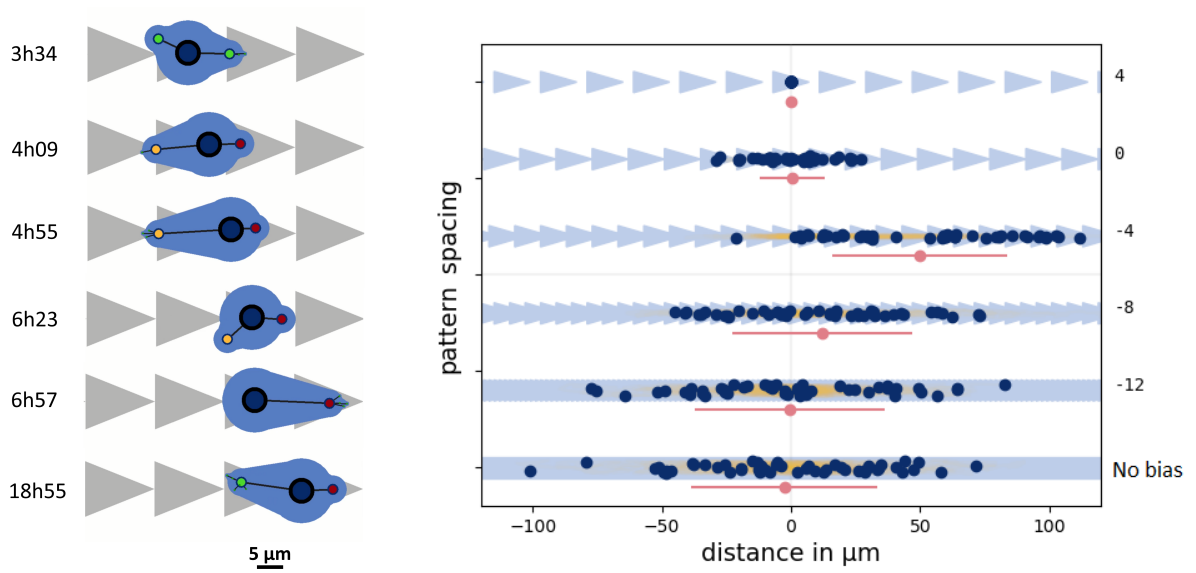 3h34
4h09
4h55
6h23
6h57
18h55
5 µm
pattern spacing
4
0
-4
-8
-12
No bias
−100
−50
0
50
100
distance in µm